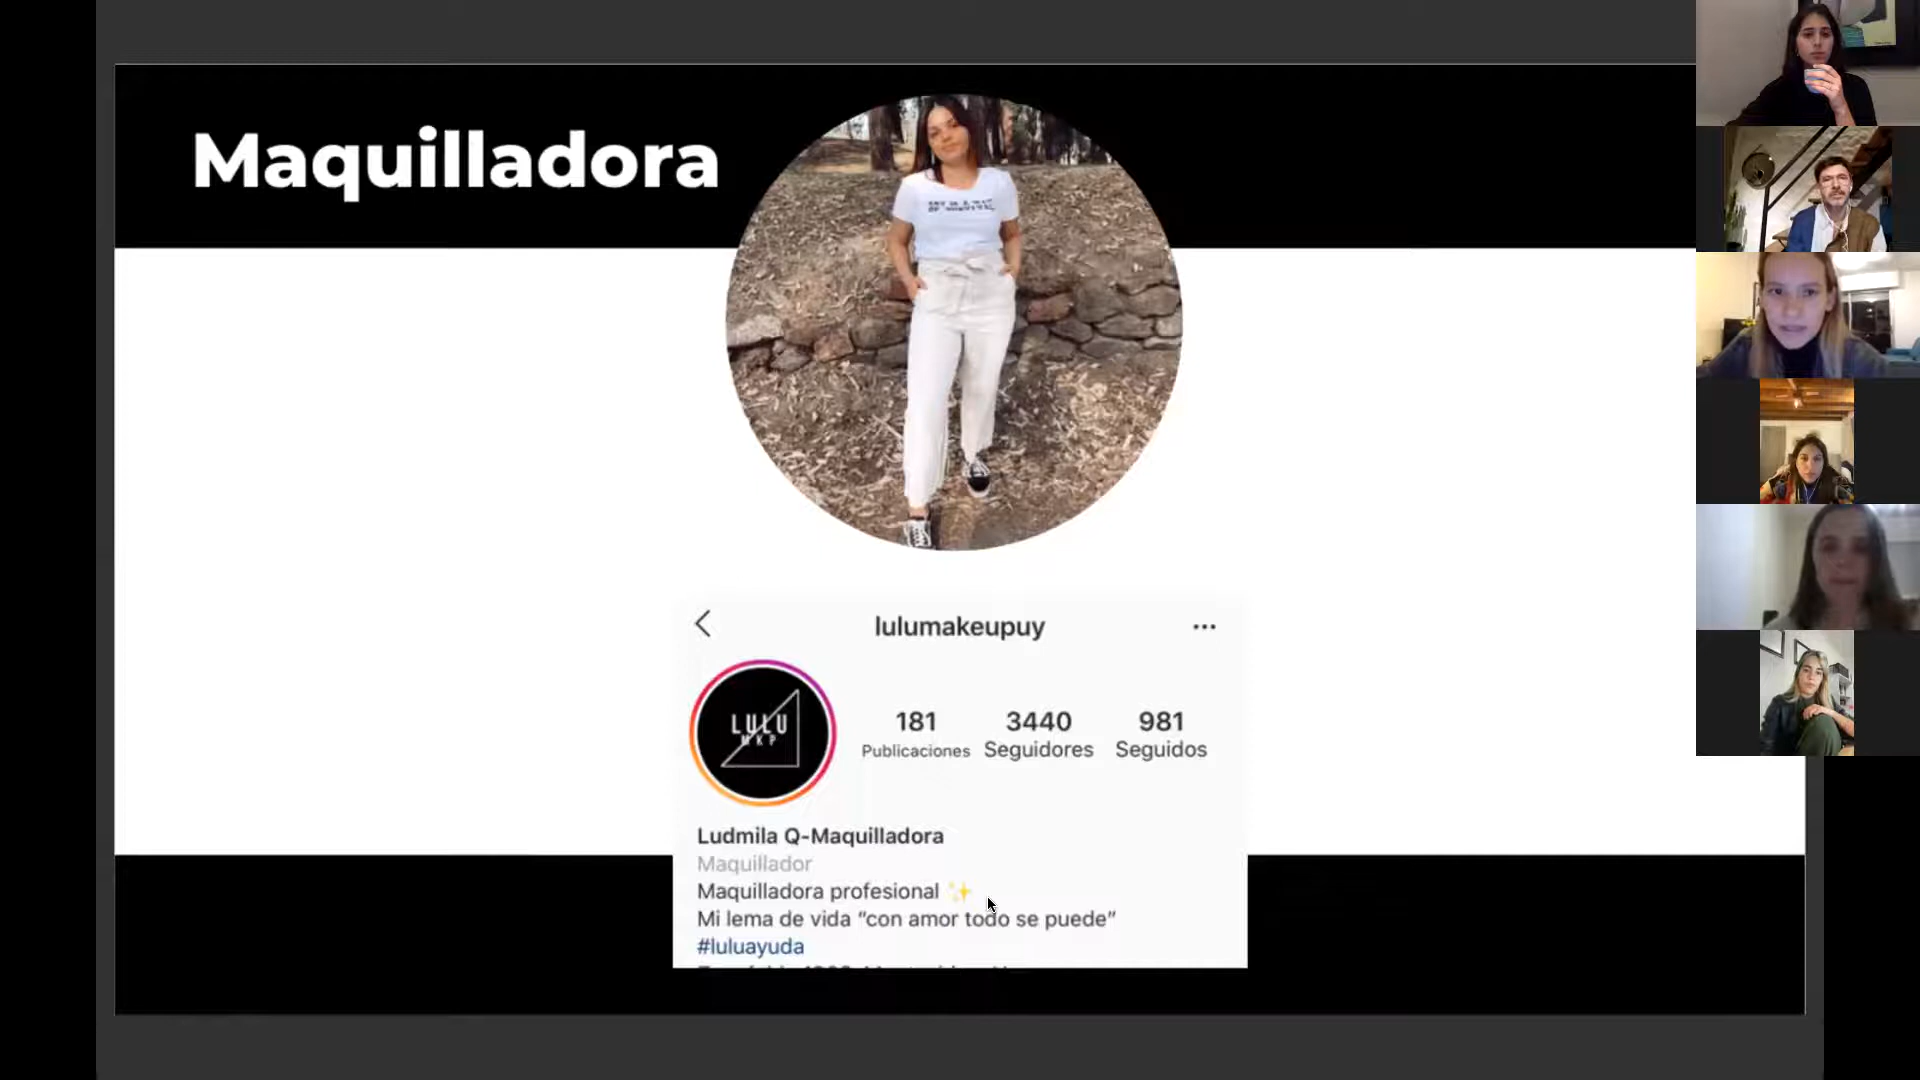 Maquilladora
lulumakeupuy
LULU
MKP
181
Publicaciones
3440
Seguidores
981
Seguidos
Ludmila Q-Maquilladora
Maquillador
Maquilladora profesional ✨
Mi lema de vida “con amor todo se puede”
#luluayuda